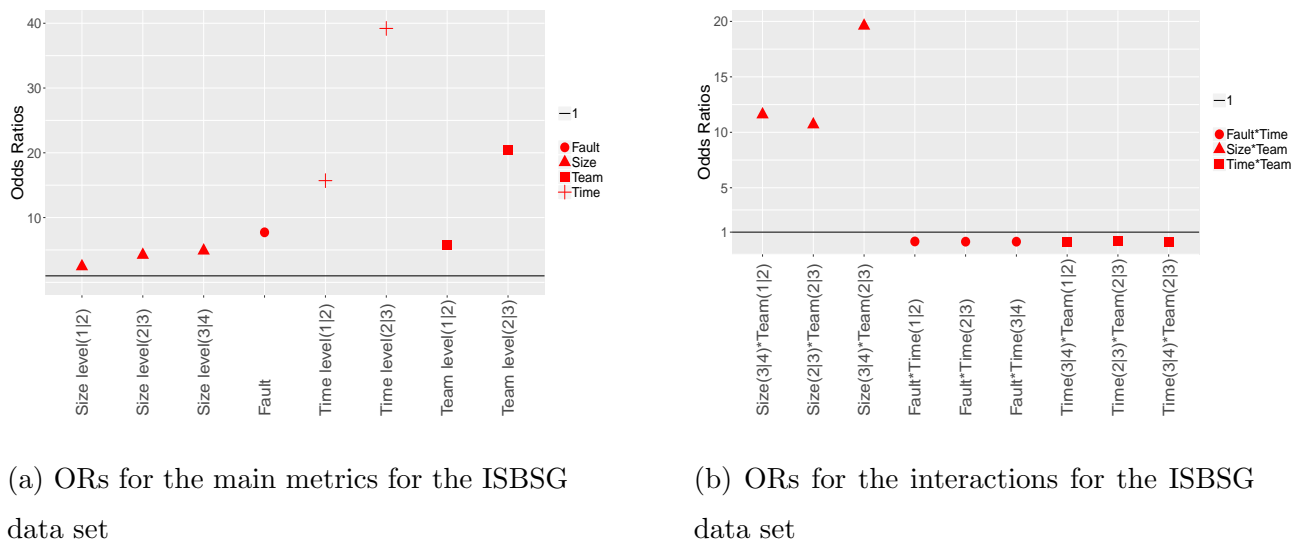 40
30
20
10
Odds Ratios
1
Fault
Size
Team
Time
Size level(1|2)
Size level(2|3)
Size level(3|4)
Fault
Time level(1|2)
Time level(2|3)
Team level(1|2)
Team level(2|3)
(a) ORs for the main metrics for the ISBSG
data set
20
15
10
5
1
Odds Ratios
1
Fault*Time
Size*Team
Time*Team
Size(3|4)*Team(1|2)
Size(2|3)*Team(2|3)
Size(3|4)*Team(2|3)
Fault*Time(1|2)
Fault*Time(2|3)
Fault*Time(3|4)
Time(3|4)*Team(1|2)
Time(2|3)*Team(2|3)
Time(3|4)*Team(2|3)
(b) ORs for the interactions for the ISBSG
data set